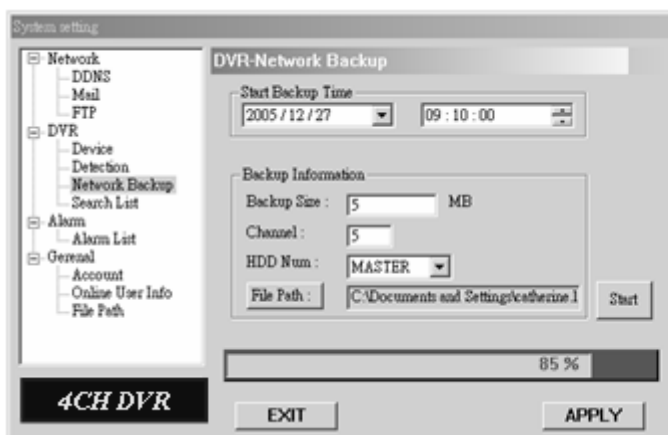 System setting
Network
DDNS
Mail
FTP
DVR
Device
Detection
Network Backup
Search List
Alarm
Alarm List
Gerenal
Account
Online User Info
File Path
4CH DVR
DVR-Network Backup
Start Backup Time
2005 / 12 / 27 09 : 10 : 00
Backup Information
Backup Size : 5 MB
Channel : 5
HDD Num : MASTER
File Path : C:\Documents and Settings\catherine.l
Start
85 %
EXIT APPLY